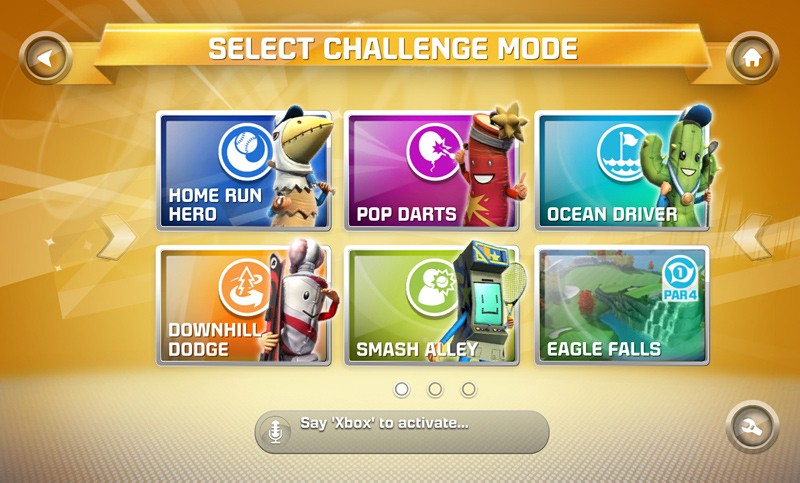 SELECT CHALLENGE MODE
HOME RUN
HERO
POP DARTS
OCEAN DRIVER
DOWNHILL
DODGE
SMASH ALLEY
1
PAR 4
EAGLE FALLS
Say 'Xbox' to activate...